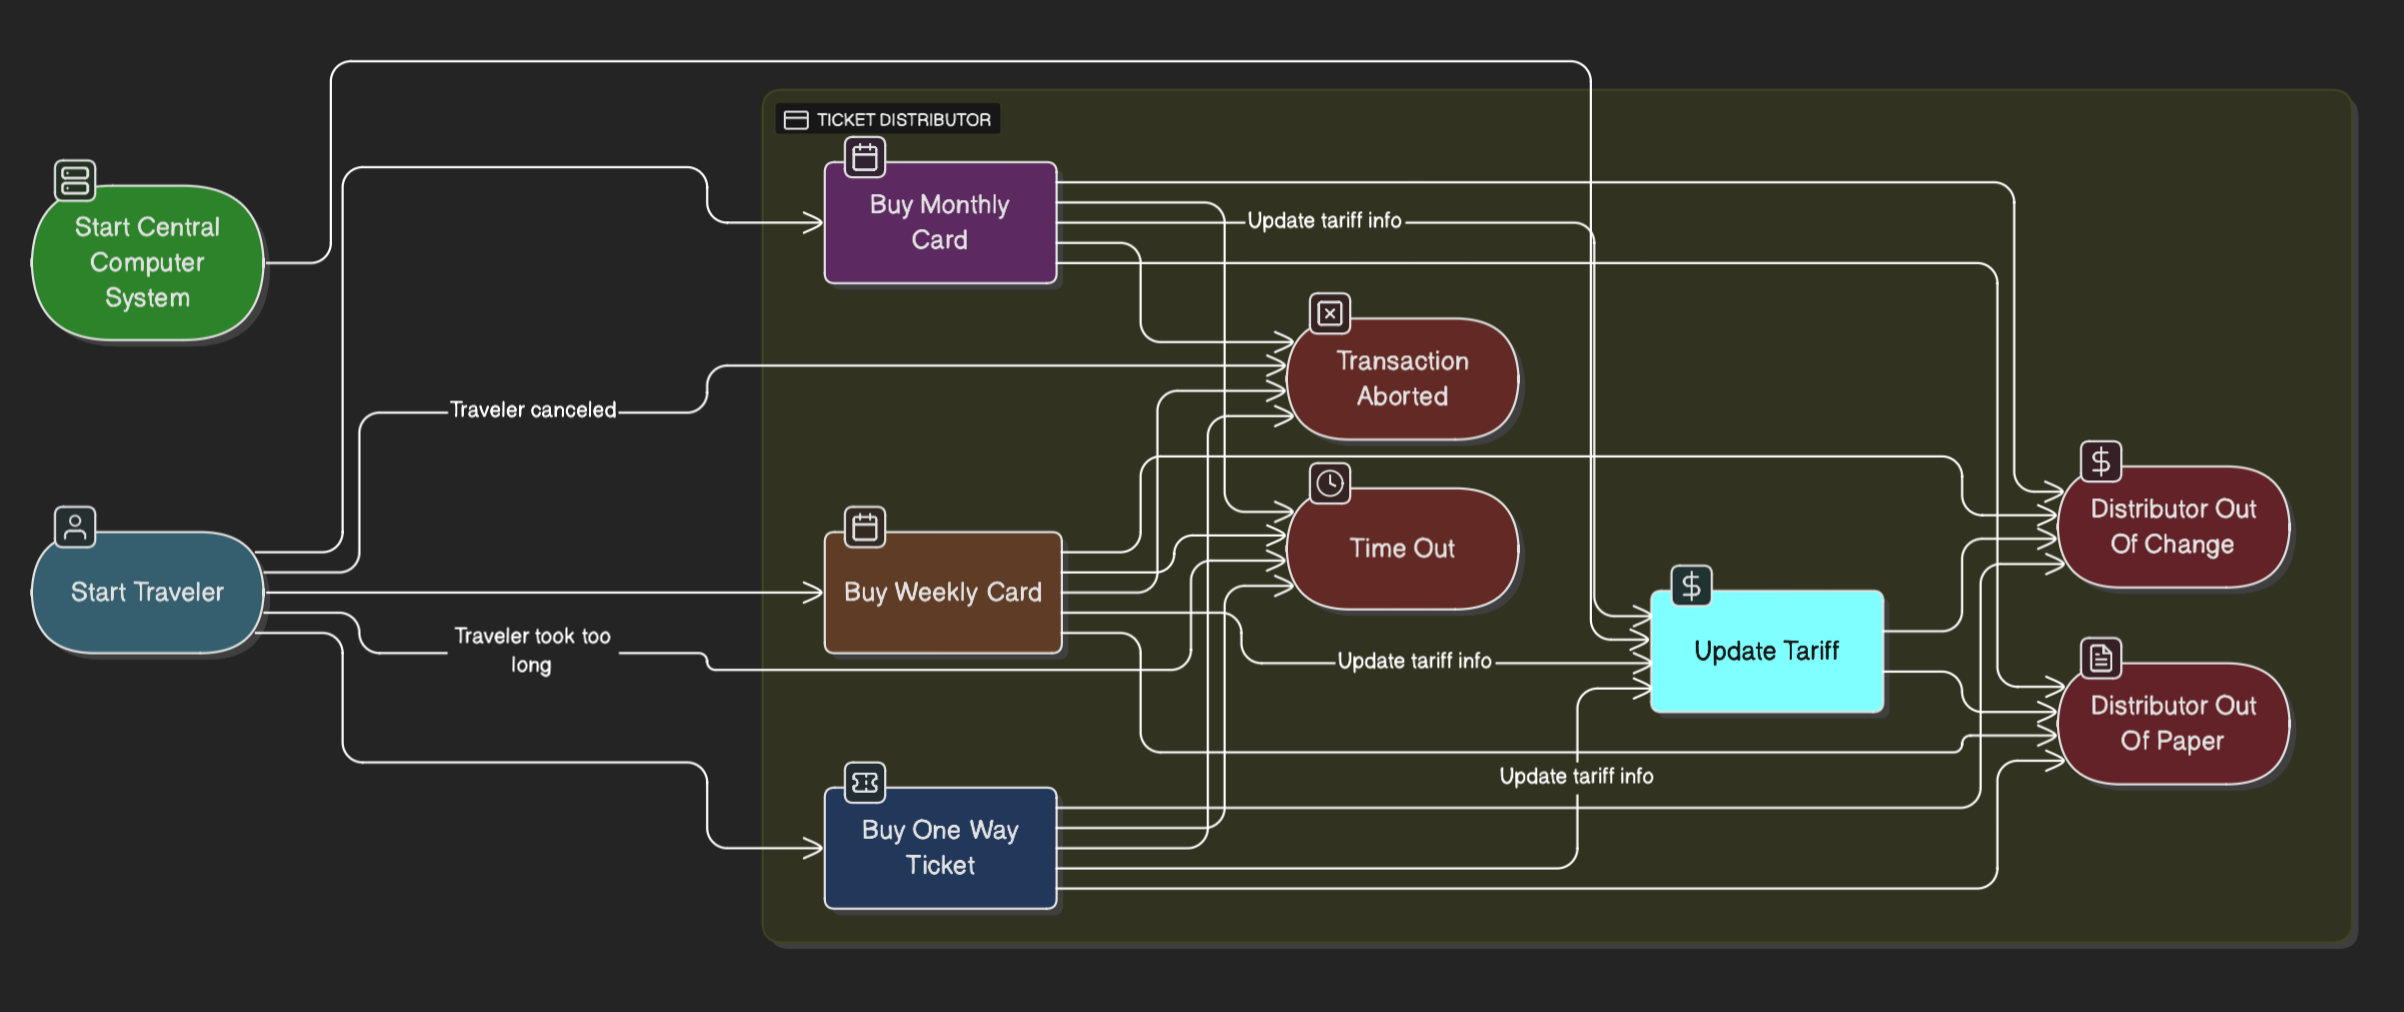 TICKET DISTRIBUTOR
Start Central
Computer
System
Buy Monthly
Card
Update tariff info
Transaction
Aborted
Traveler canceled
Start Traveler
Buy Weekly Card
Time Out
Distributor Out
Of Change
Traveler took too
long
Update tariff info
Update Tariff
Distributor Out
Of Paper
Update tariff info
Buy One Way
Ticket